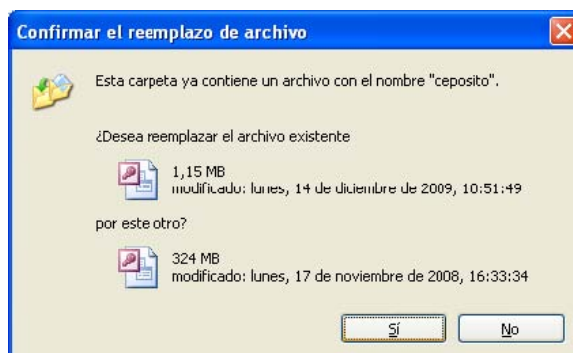 Confirmar el reemplazo de archivo
Esta carpeta ya contiene un archivo con el nombre "ceposito".
¿Desea reemplazar el archivo existente
1,15 MB
modificado: lunes, 14 de diciembre de 2009, 10:51:49
por este otro?
324 MB
modificado: lunes, 17 de noviembre de 2008, 16:33:34
Sí
No